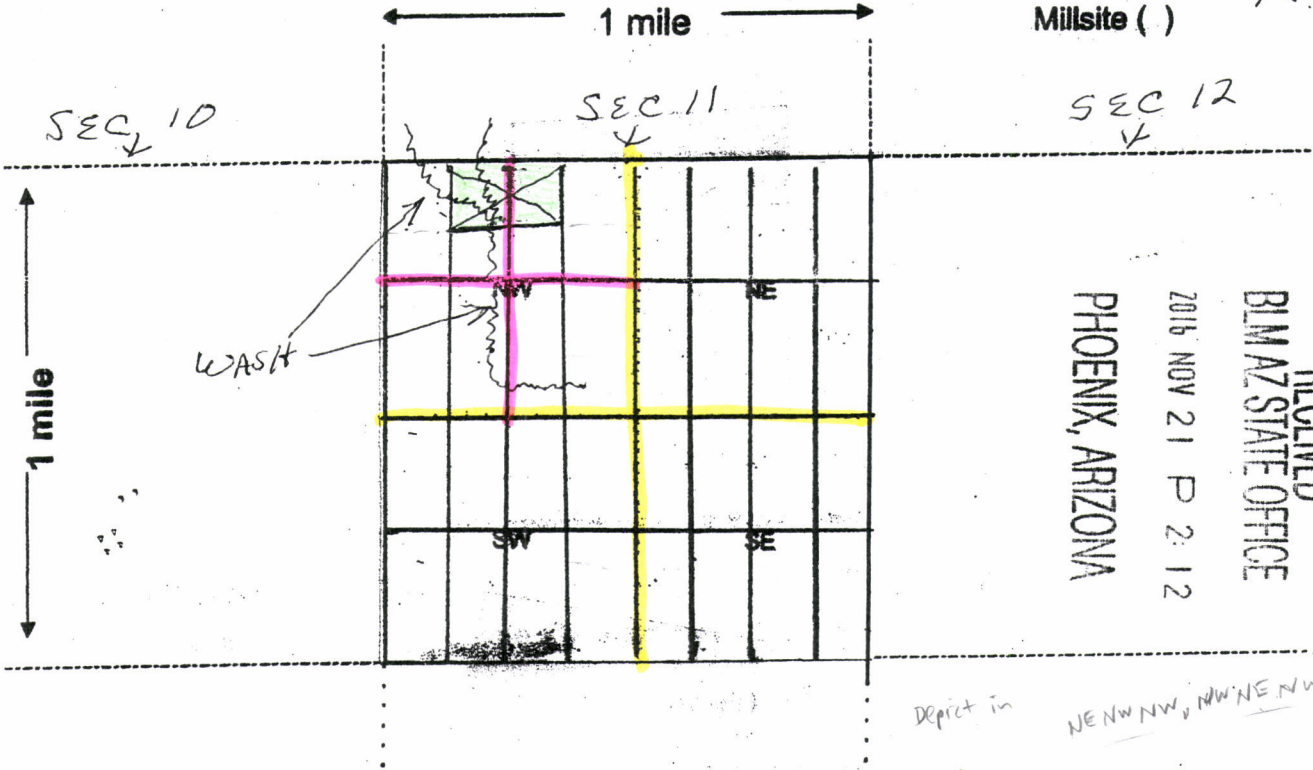 1 mile
Millsite ( )
SEC. 10
SEC 11
SEC 12
NW
NE
WASH
1 mile
SW
SE
RECEIVED
BLM AZ STATE OFFICE
2016 NOV 21 P 2:12
PHOENIX, ARIZONA
Depict in NENWNW, NWNENW